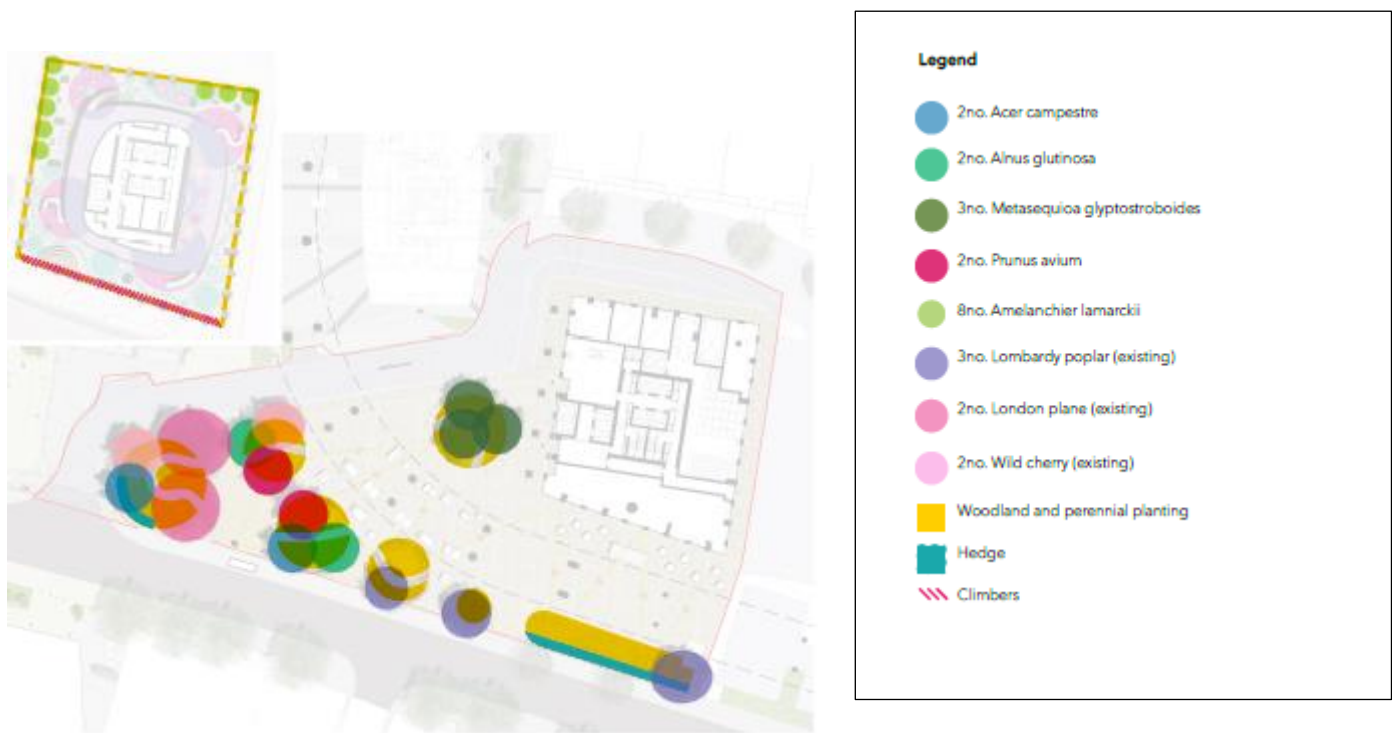 Legend
2no. Acer campestre
2no. Alnus glutinosa
3no. Metasequioa glyptostroboides
2no. Prunus avium
8no. Amelanchier lamarckii
3no. Lombardy poplar (existing)
2no. London plane (existing)
2no. Wild cherry (existing)
Woodland and perennial planting
Hedge
Climbers